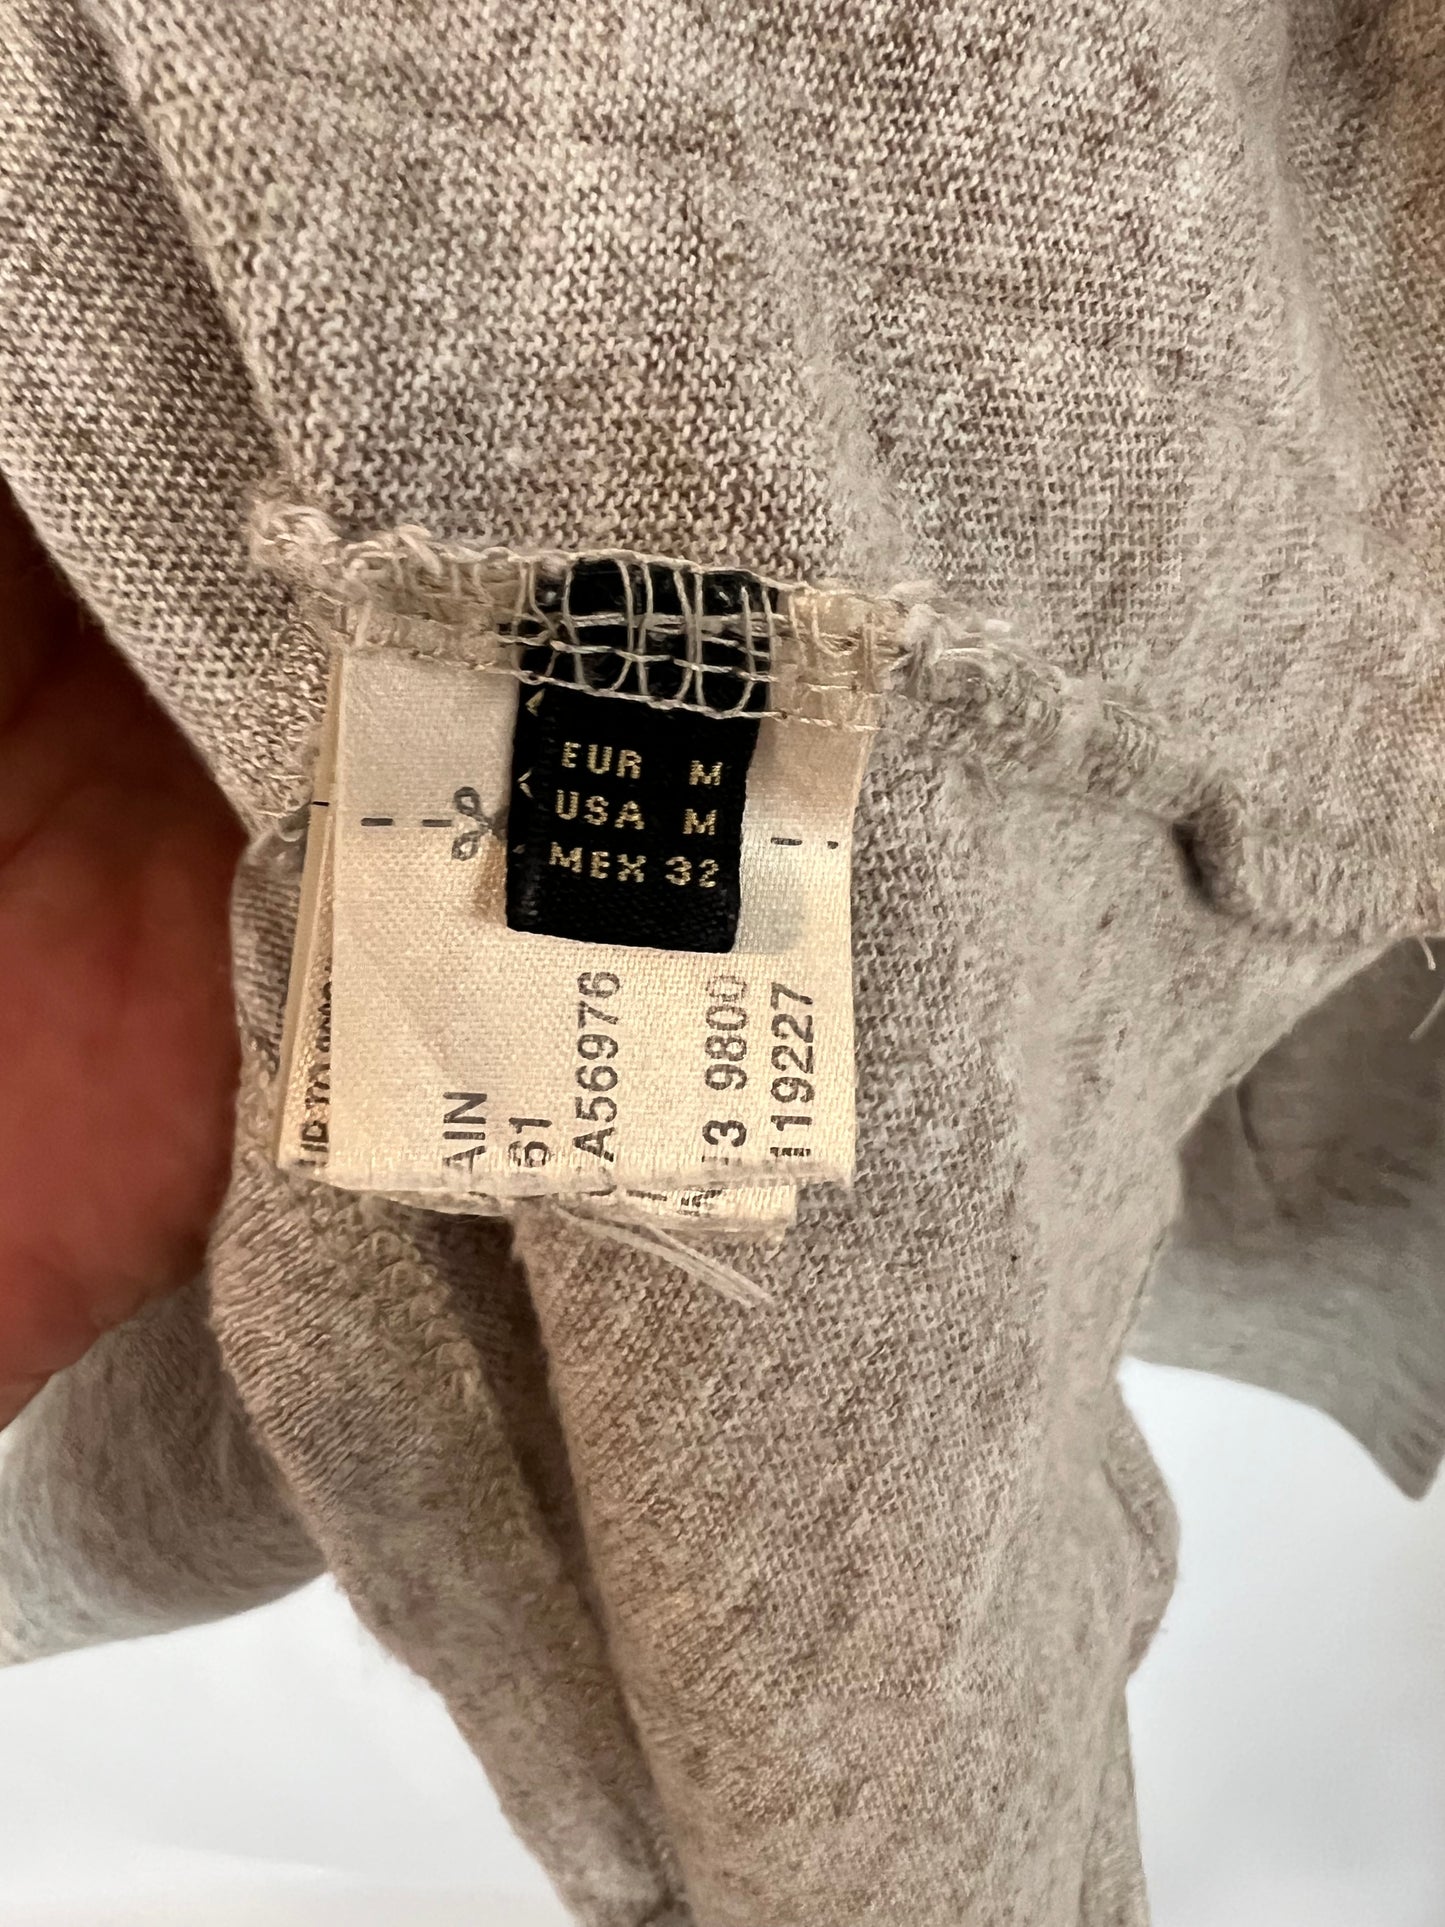 EUR M
USA M
MEX 32
AIN
61
A56976
3 9800
119227